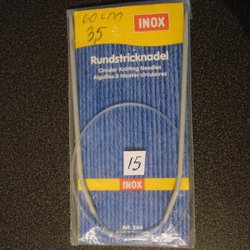 60 cm
3,5
INOX
Rundstricknadel
Circular Knitting Needles
Aiguilles à tricoter circulaires
15
INOX